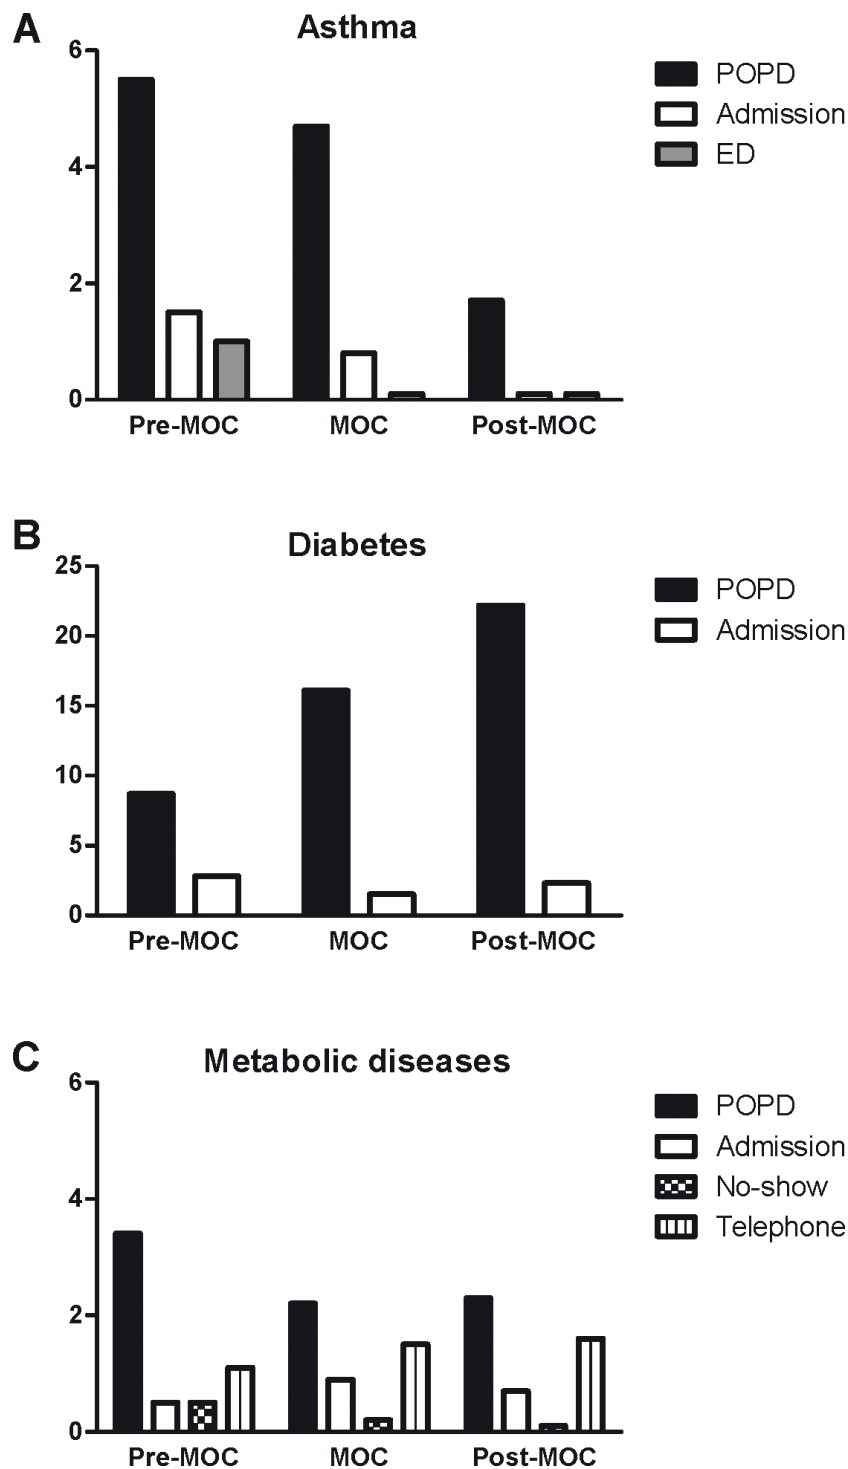 A
Asthma
6
4
2
0
POPD
Admission
ED
Pre-MOC MOC Post-MOC
B
Diabetes
25
20
15
10
5
0
POPD
Admission
Pre-MOC MOC Post-MOC
C
Metabolic diseases
6
4
2
0
POPD
Admission
No-show
Telephone
Pre-MOC MOC Post-MOC